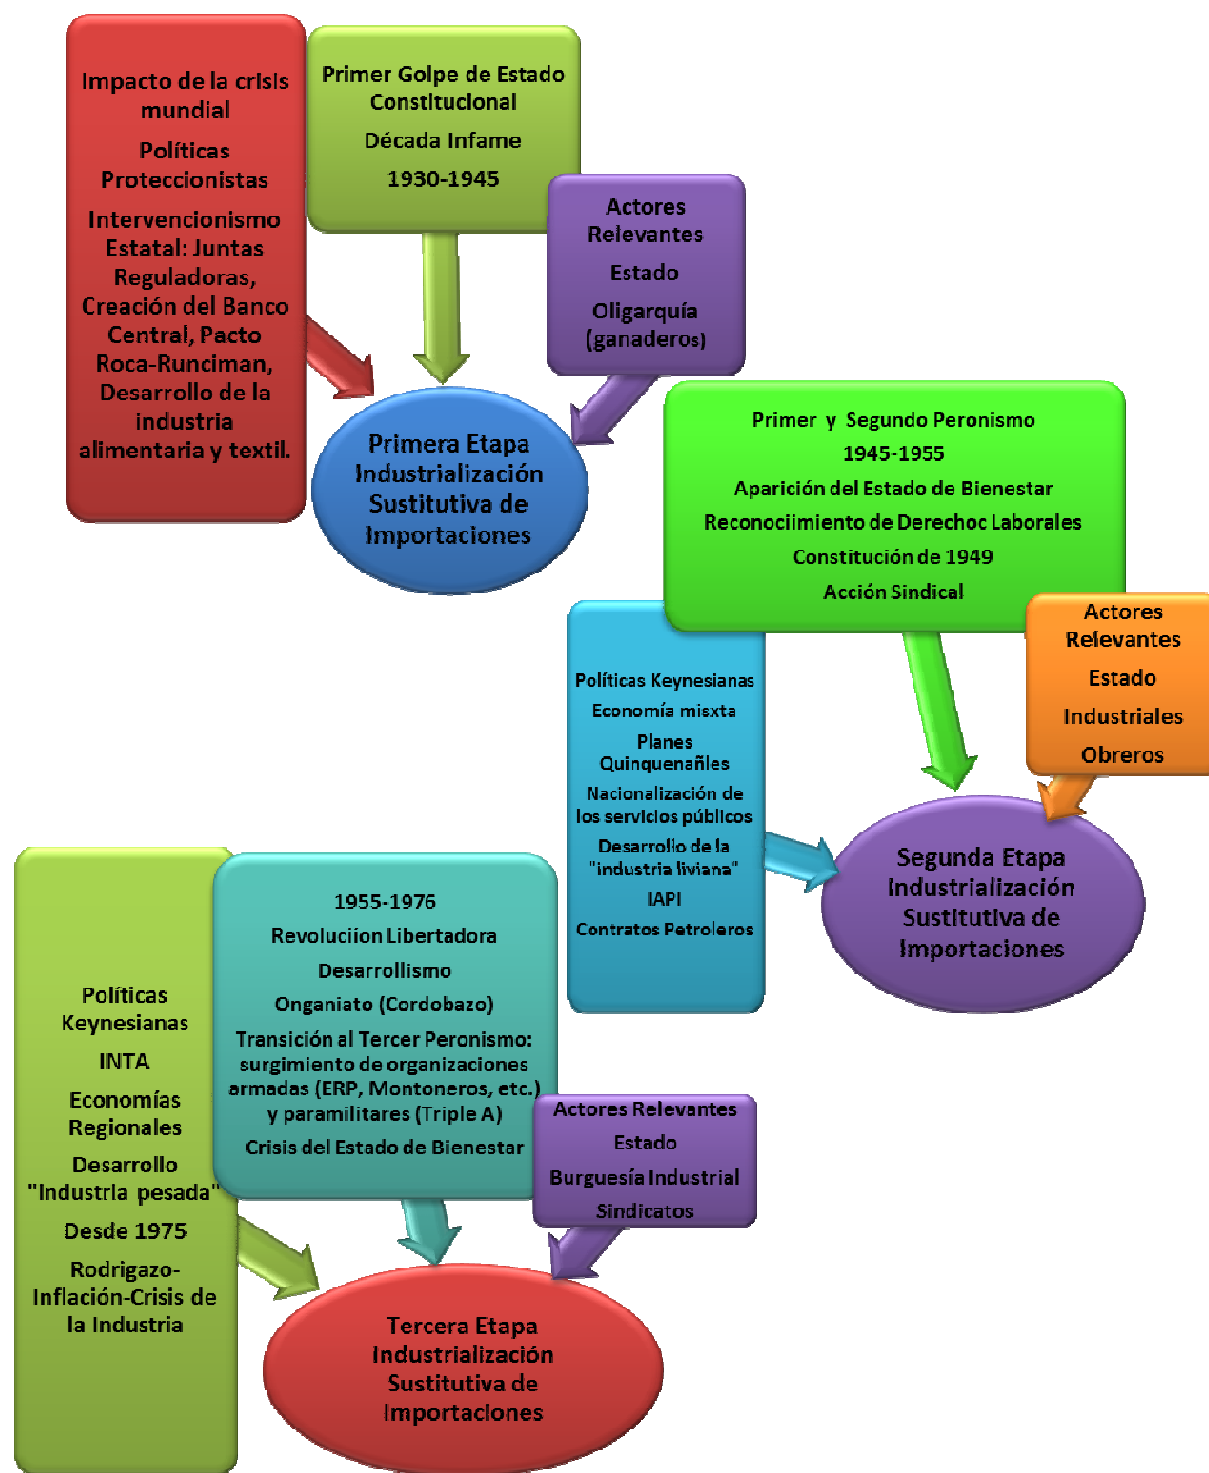 Impacto de la crisis
mundial
Políticas
Proteccionistas
Intervencionismo
Estatal: Juntas
Reguladoras,
Creación del Banco
Central, Pacto
Roca-Runciman,
Desarrollo de la
industria
alimentaria y textil.
Primer Golpe de Estado
Constitucional
Década Infame
1930-1945
Actores
Relevantes
Estado
Oligarquía
(ganaderos)
Primera Etapa
Industrialización
Sustitutiva de
Importaciones
Primer y Segundo Peronismo
1945-1955
Aparición del Estado de Bienestar
Reconociimiento de Derechoc Laborales
Constitución de 1949
Acción Sindical
Actores
Relevantes
Estado
Industriales
Obreros
Políticas Keynesianas
Economía misxta
Planes
Quinquenañles
Nacionalización de
los servicios públicos
Desarrollo de la
"industria liviana"
IAPI
Contratos Petroleros
Segunda Etapa
Industrialización
Sustitutiva de
Importaciones
Políticas
Keynesianas
INTA
Economías
Regionales
Desarrollo
"Industria pesada"
Desde 1975
Rodrigazo-
Inflación-Crisis de
la Industria
1955-1976
Revoluciion Libertadora
Desarrollismo
Onganiato (Cordobazo)
Transición al Tercer Peronismo:
surgimiento de organizaciones
armadas (ERP, Montoneros, etc.)
y paramilitares (Triple A)
Crisis del Estado de Bienestar
Actores Relevantes
Estado
Burguesía Industrial
Sindicatos
Tercera Etapa
Industrialización
Sustitutiva de
Importaciones